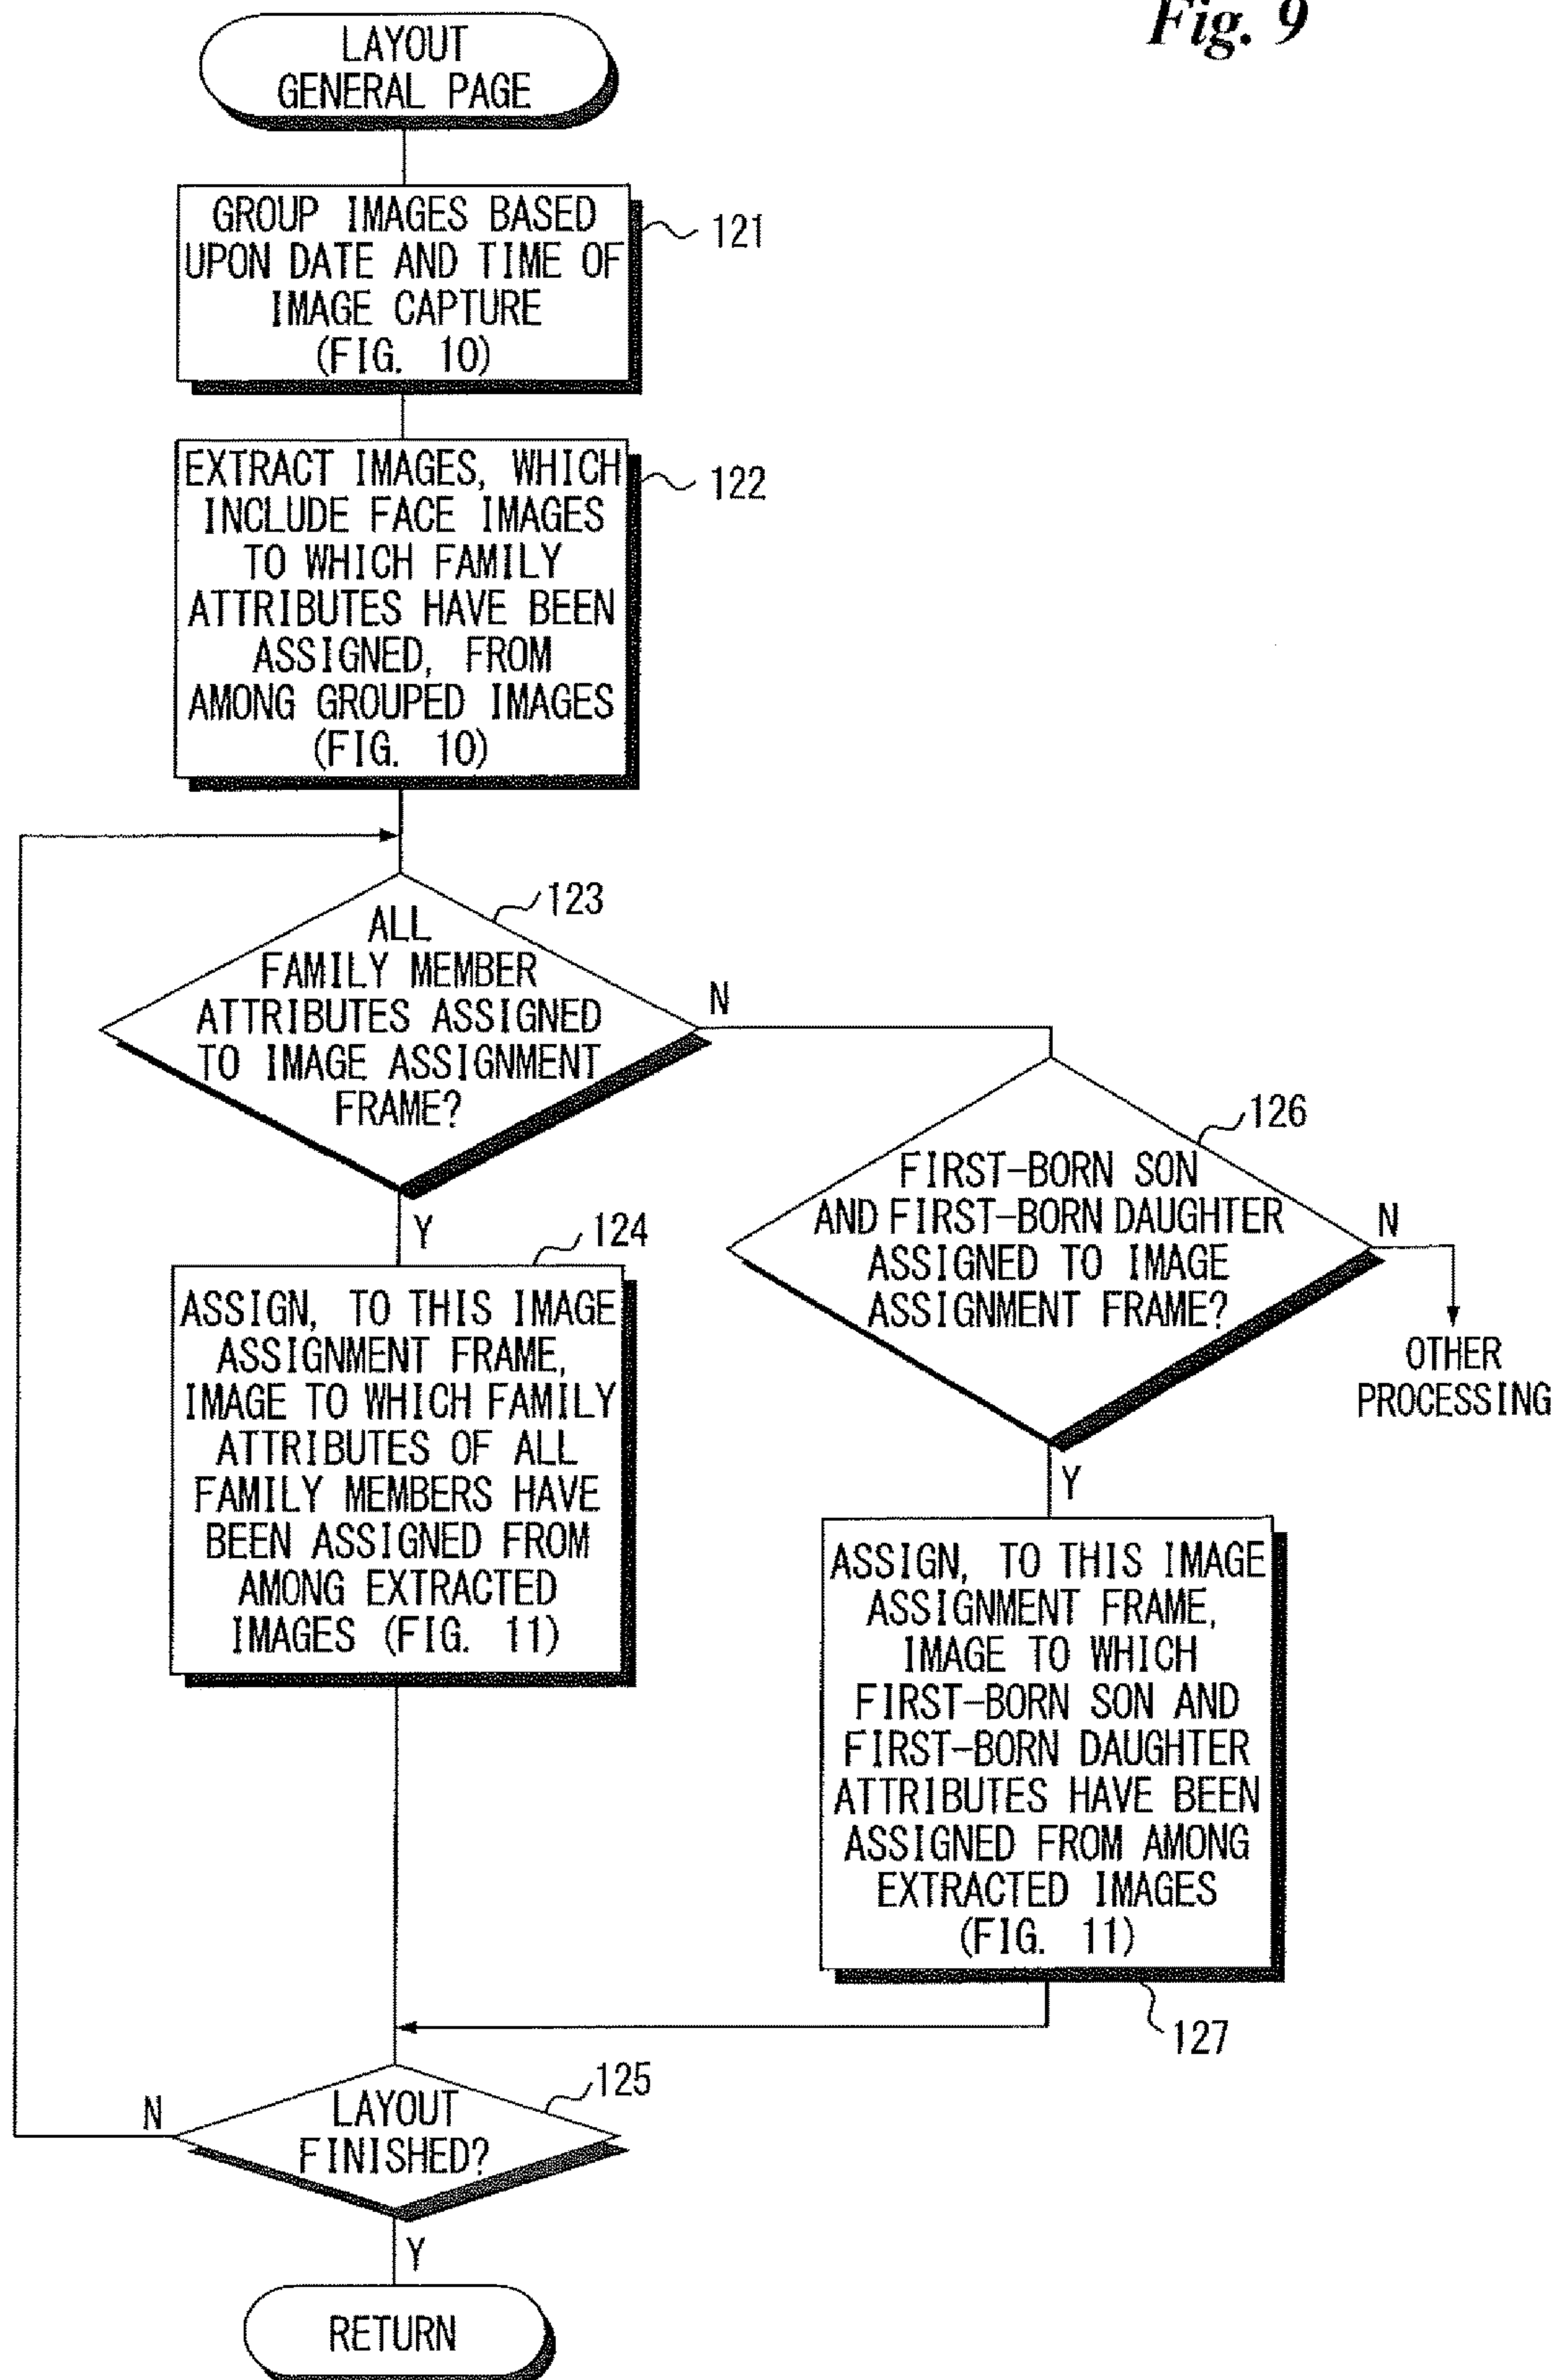 Fig. 9
LAYOUT
GENERAL PAGE
GROUP IMAGES BASED
UPON DATE AND TIME OF
IMAGE CAPTURE
(FIG. 10)
121
EXTRACT IMAGES, WHICH
INCLUDE FACE IMAGES
TO WHICH FAMILY
ATTRIBUTES HAVE BEEN
ASSIGNED, FROM
AMONG GROUPED IMAGES
(FIG. 10)
122
123
ALL
FAMILY MEMBER
ATTRIBUTES ASSIGNED
TO IMAGE ASSIGNMENT
FRAME?
N
Y
124
ASSIGN, TO THIS IMAGE
ASSIGNMENT FRAME,
IMAGE TO WHICH FAMILY
ATTRIBUTES OF ALL
FAMILY MEMBERS HAVE
BEEN ASSIGNED FROM
AMONG EXTRACTED
IMAGES (FIG. 11)
126
FIRST-BORN SON
AND FIRST-BORN DAUGHTER
ASSIGNED TO IMAGE
ASSIGNMENT FRAME?
N
OTHER
PROCESSING
Y
ASSIGN, TO THIS IMAGE
ASSIGNMENT FRAME,
IMAGE TO WHICH
FIRST-BORN SON AND
FIRST-BORN DAUGHTER
ATTRIBUTES HAVE BEEN
ASSIGNED FROM AMONG
EXTRACTED IMAGES
(FIG. 11)
127
125
LAYOUT
FINISHED?
N
Y
RETURN